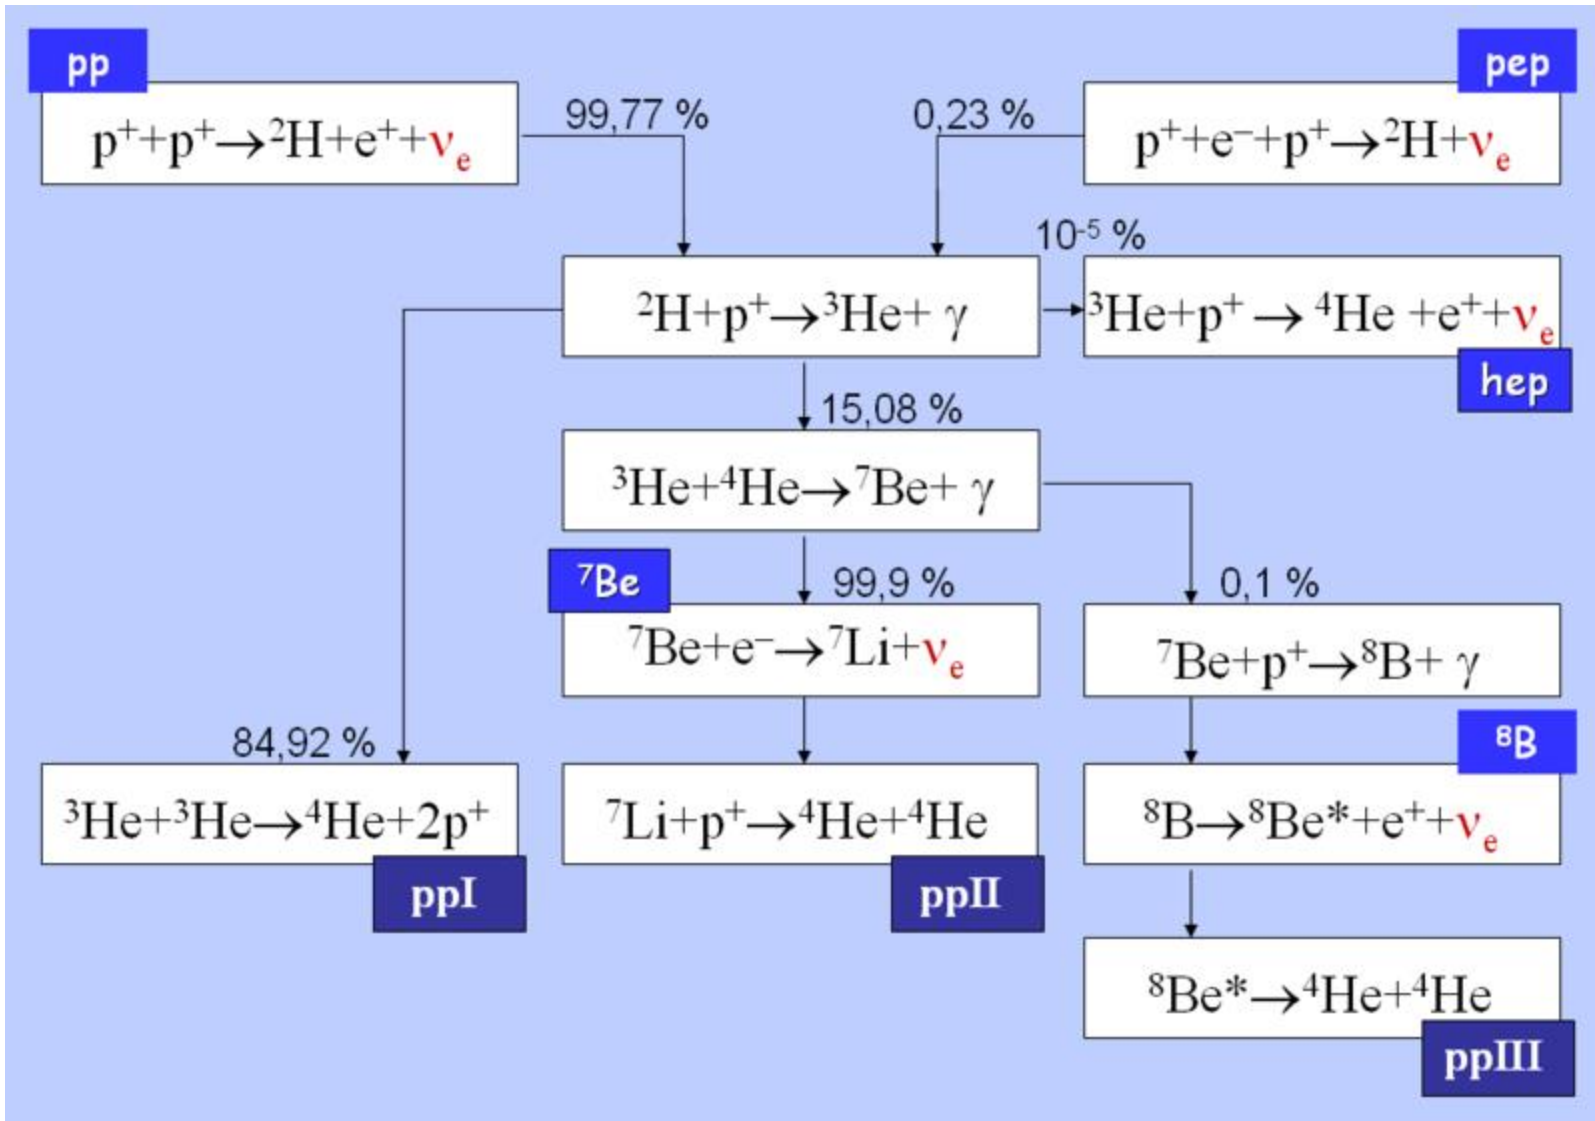 pp
pep
99,77 %
0,23 %
p⁺+p⁺→²H+e⁺+νₑ
p⁺+e⁻+p⁺→²H+νₑ
10⁻⁵ %
²H+p⁺→³He+ γ
³He+p⁺ → ⁴He +e⁺+νₑ
hep
15,08 %
³He+⁴He→⁷Be+ γ
⁷Be
99,9 %
0,1 %
⁷Be+e⁻→⁷Li+νₑ
⁷Be+p⁺→⁸B+ γ
84,92 %
⁸B
³He+³He→⁴He+2p⁺
⁷Li+p⁺→⁴He+⁴He
⁸B→⁸Be*+e⁺+νₑ
ppI
ppII
⁸Be*→⁴He+⁴He
ppIII